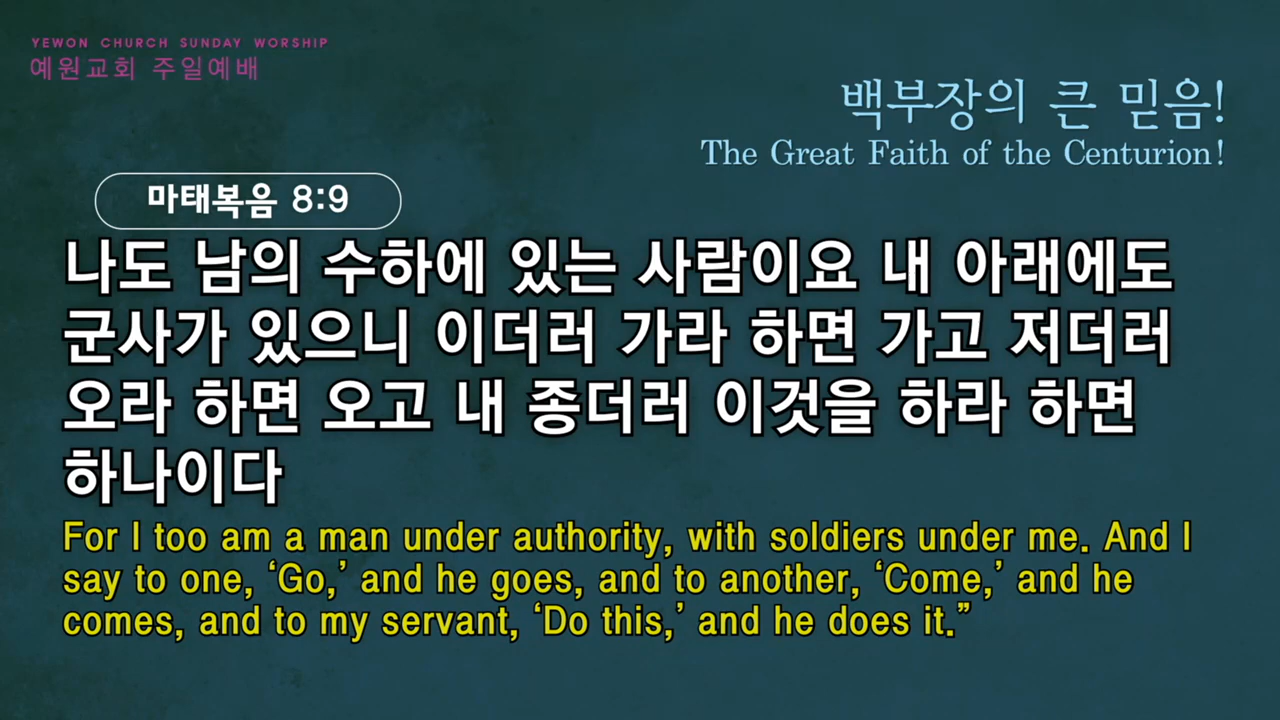 YEWON CHURCH SUNDAY WORSHIP
예원교회 주일예배
백부장의 큰 믿음!
The Great Faith of the Centurion!
마태복음 8:9
나도 남의 수하에 있는 사람이요 내 아래에도
군사가 있으니 이더러 가라 하면 가고 저더러
오라 하면 오고 내 종더러 이것을 하라 하면
하나이다
For I too am a man under authority, with soldiers under me. And I
say to one, ‘Go,’ and he goes, and to another, ‘Come,’ and he
comes, and to my servant, ‘Do this,’ and he does it.”